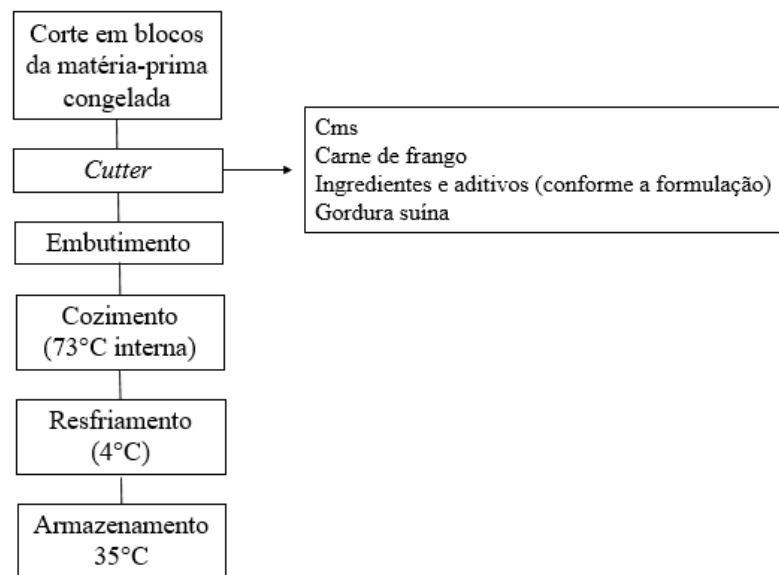 Corte em blocos
da matéria-prima
congelada
Cutter
Cms
Carne de frango
Ingredientes e aditivos (conforme a formulação)
Gordura suína
Embutimento
Cozimento
(73°C interna)
Resfriamento
(4°C)
Armazenamento
35°C